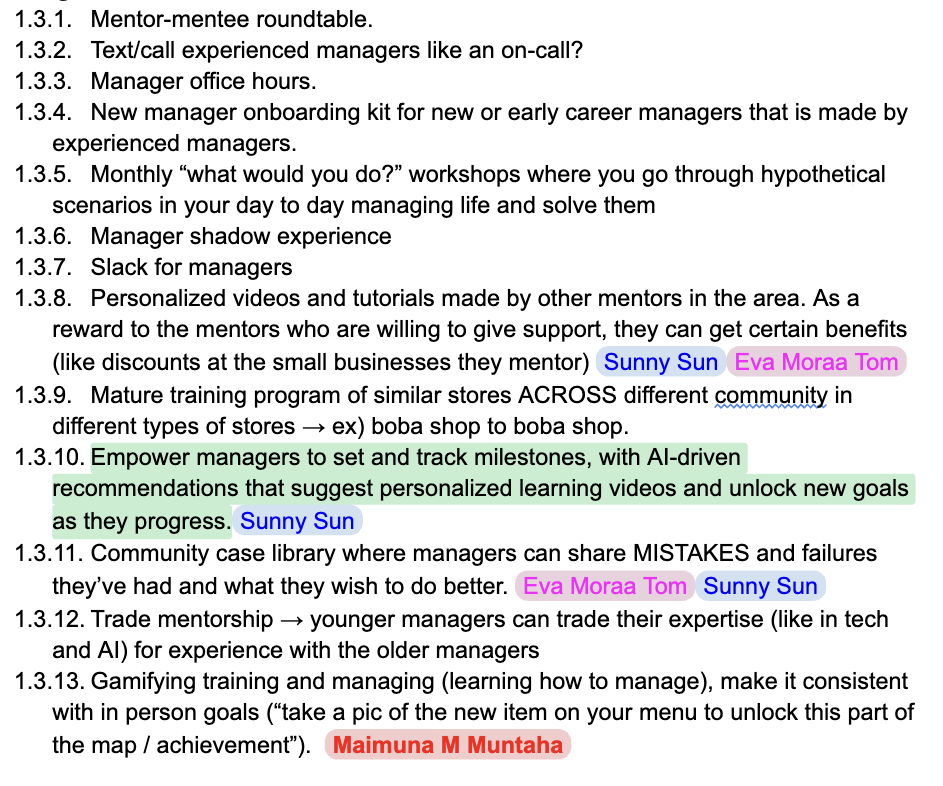 1.3.1. Mentor-mentee roundtable.
1.3.2. Text/call experienced managers like an on-call?
1.3.3. Manager office hours.
1.3.4. New manager onboarding kit for new or early career managers that is made by
experienced managers.
1.3.5. Monthly “what would you do?” workshops where you go through hypothetical
scenarios in your day to day managing life and solve them
1.3.6. Manager shadow experience
1.3.7. Slack for managers
1.3.8. Personalized videos and tutorials made by other mentors in the area. As a
reward to the mentors who are willing to give support, they can get certain benefits
(like discounts at the small businesses they mentor) Sunny Sun Eva Moraa Tom
1.3.9. Mature training program of similar stores ACROSS different community in
different types of stores → ex) boba shop to boba shop.
1.3.10. Empower managers to set and track milestones, with AI-driven
recommendations that suggest personalized learning videos and unlock new goals
as they progress. Sunny Sun
1.3.11. Community case library where managers can share MISTAKES and failures
they’ve had and what they wish to do better. Eva Moraa Tom Sunny Sun
1.3.12. Trade mentorship → younger managers can trade their expertise (like in tech
and AI) for experience with the older managers
1.3.13. Gamifying training and managing (learning how to manage), make it consistent
with in person goals (“take a pic of the new item on your menu to unlock this part of
the map / achievement”). Maimuna M Muntaha